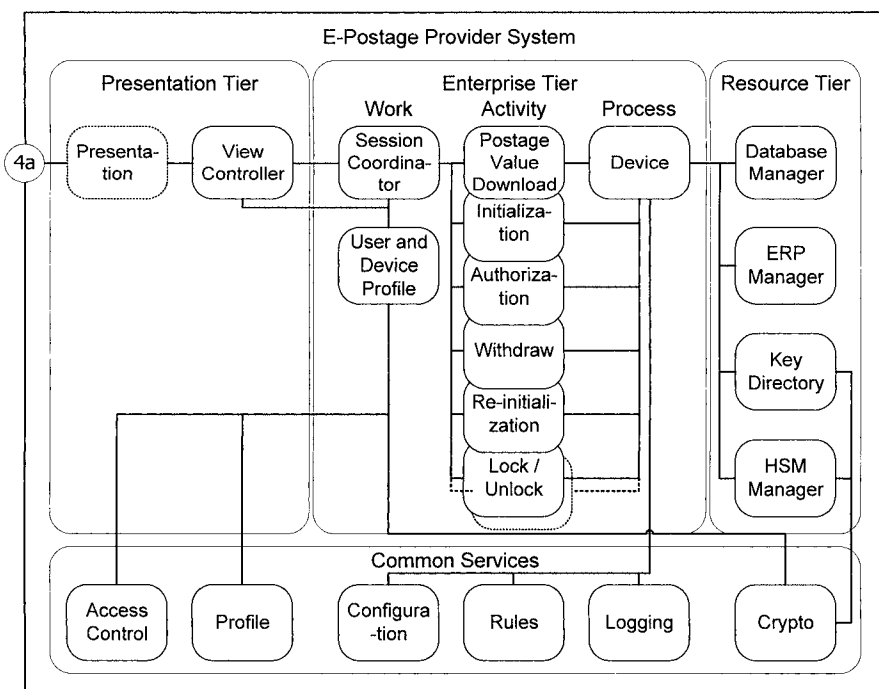 E-Postage Provider System
Presentation Tier
Enterprise Tier
Resource Tier
Work
Activity
Process
4a
Presenta-
tion
View
Controller
Session
Coordina-
tor
Postage
Value
Download
Device
Database
Manager
Initializa-
tion
User and
Device
Profile
ERP
Manager
Authoriza-
tion
Withdraw
Key
Directory
Re-initiali-
zation
Lock /
Unlock
HSM
Manager
Common Services
Access
Control
Profile
Configura
-tion
Rules
Logging
Crypto